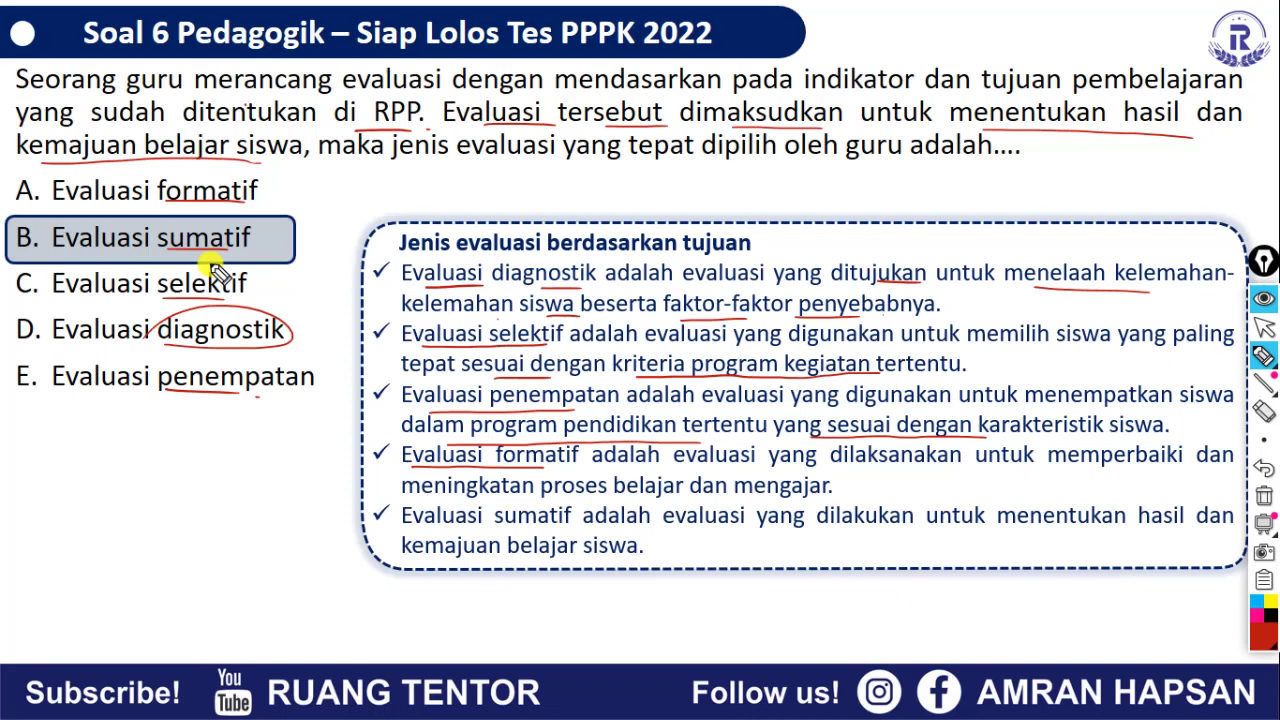 Soal 6 Pedagogik – Siap Lolos Tes PPPK 2022
Seorang guru merancang evaluasi dengan mendasarkan pada indikator dan tujuan pembelajaran
yang sudah ditentukan di RPP. Evaluasi tersebut dimaksudkan untuk menentukan hasil dan
kemajuan belajar siswa, maka jenis evaluasi yang tepat dipilih oleh guru adalah....
A. Evaluasi formatif
B. Evaluasi sumatif
C. Evaluasi selektif
D. Evaluasi diagnostik
E. Evaluasi penempatan
Jenis evaluasi berdasarkan tujuan
✓ Evaluasi diagnostik adalah evaluasi yang ditujukan untuk menelaah kelemahan-
kelemahan siswa beserta faktor-faktor penyebabnya.
✓ Evaluasi selektif adalah evaluasi yang digunakan untuk memilih siswa yang paling
tepat sesuai dengan kriteria program kegiatan tertentu.
✓ Evaluasi penempatan adalah evaluasi yang digunakan untuk menempatkan siswa
dalam program pendidikan tertentu yang sesuai dengan karakteristik siswa.
✓ Evaluasi formatif adalah evaluasi yang dilaksanakan untuk memperbaiki dan
meningkatan proses belajar dan mengajar.
✓ Evaluasi sumatif adalah evaluasi yang dilakukan untuk menentukan hasil dan
kemajuan belajar siswa.
Subscribe! You Tube RUANG TENTOR Follow us! AMRAN HAPSAN